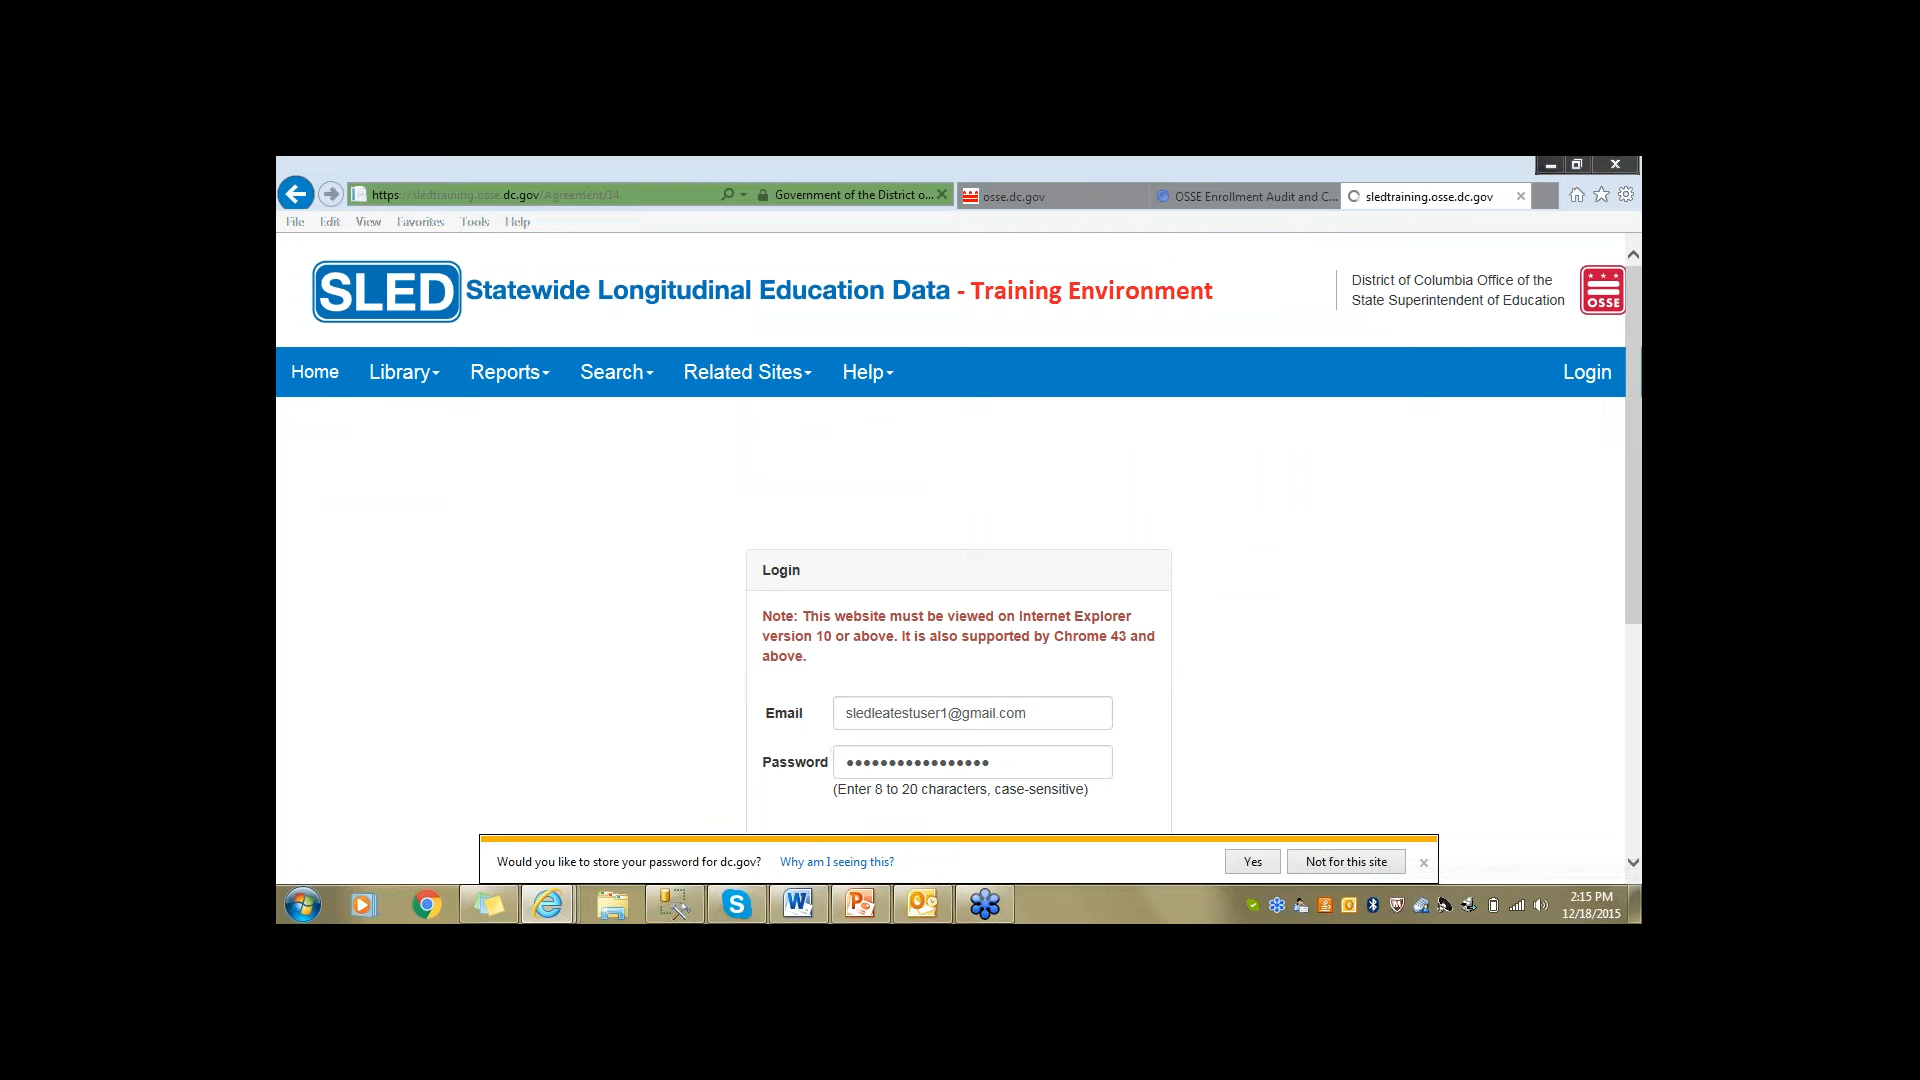 https://sledtraining.osse.dc.gov/Agreement/14
Government of the District o...
osse.dc.gov
OSSE Enrollment Audit and C...
sledtraining.osse.dc.gov
File Edit View Favorites Tools Help
SLED Statewide Longitudinal Education Data - Training Environment
District of Columbia Office of the
State Superintendent of Education
OSSE
Home Library Reports Search Related Sites Help Login
Login
Note: This website must be viewed on Internet Explorer
version 10 or above. It is also supported by Chrome 43 and
above.
Email sledleatestuser1@gmail.com
Password
(Enter 8 to 20 characters, case-sensitive)
Would you like to store your password for dc.gov? Why am I seeing this? Yes Not for this site
2:15 PM
12/18/2015